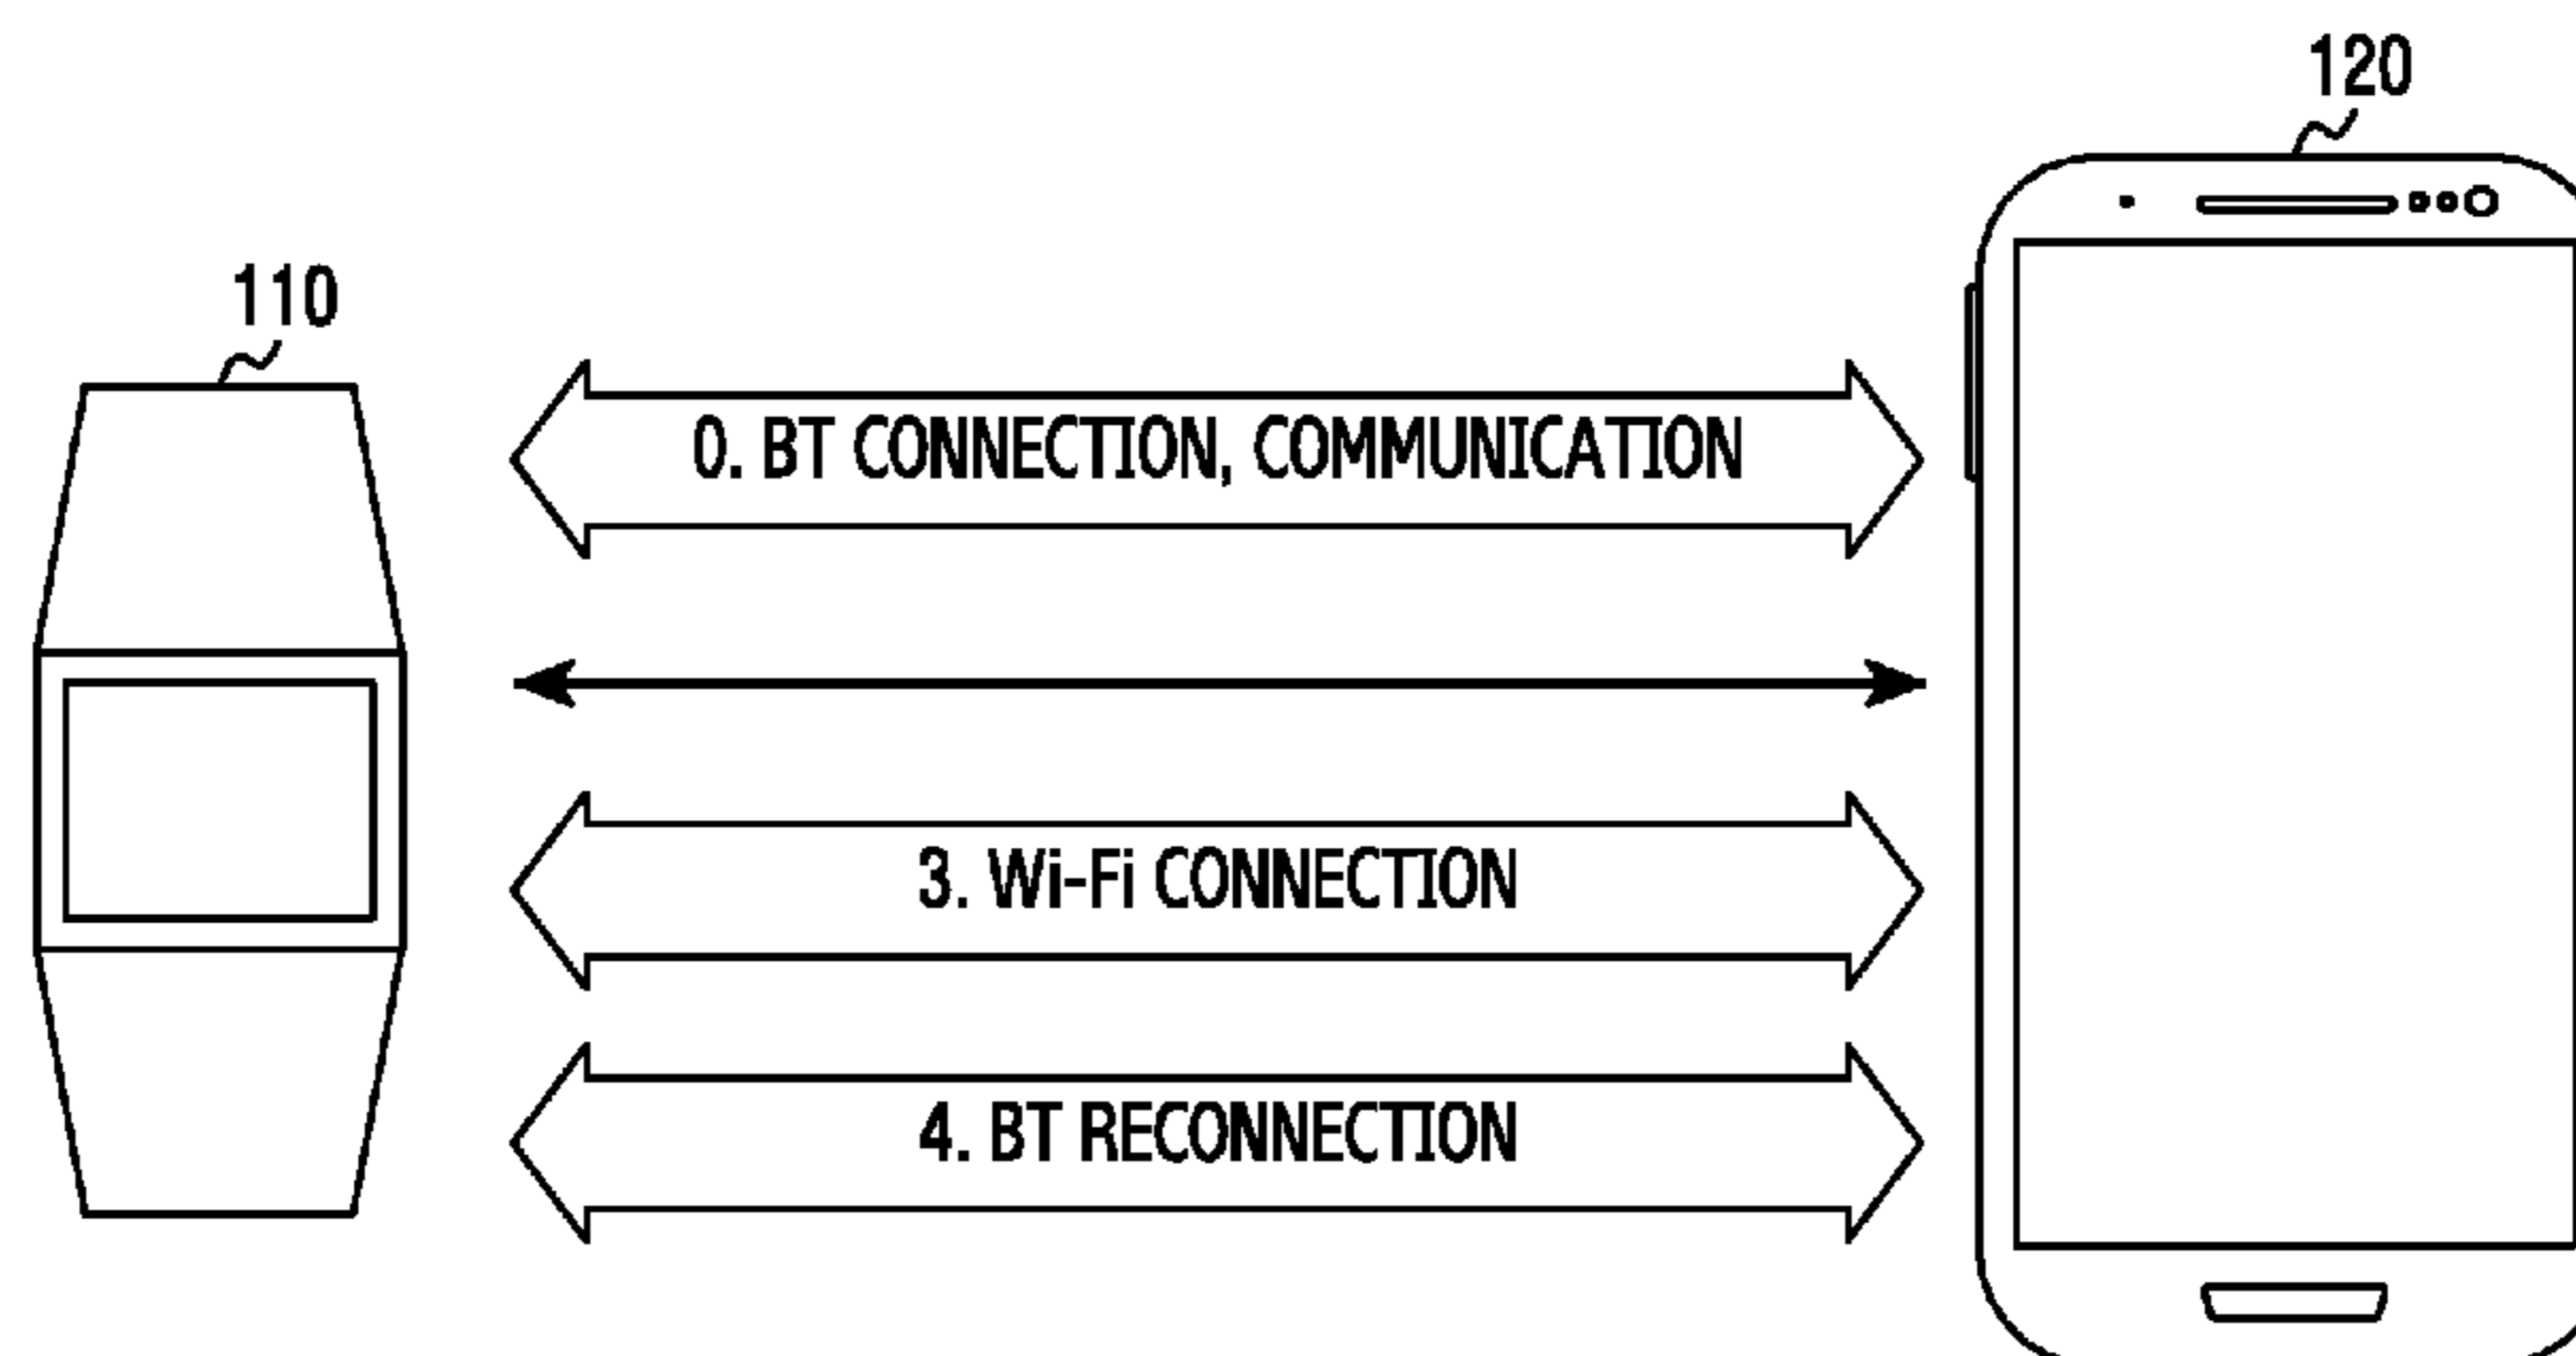 120
110
0. BT CONNECTION, COMMUNICATION
3. Wi-Fi CONNECTION
4. BT RECONNECTION